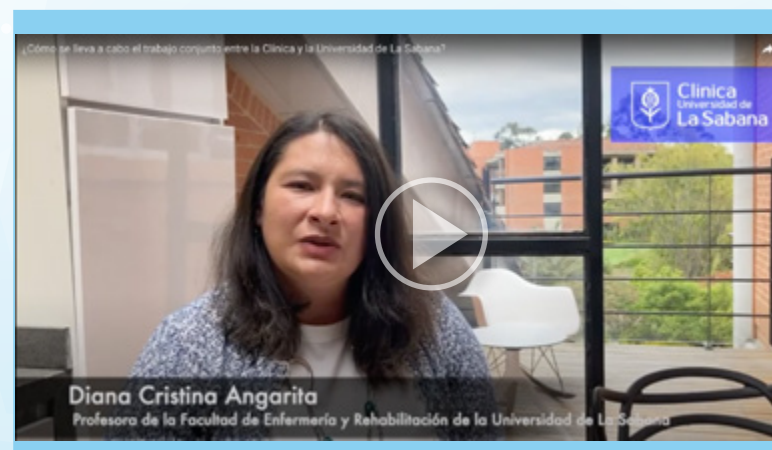 ¿Cómo se lleva a cabo el trabajo conjunto entre la Clínica y la Universidad de La Sabana?
Clínica
Universidad de
La Sabana
Diana Cristina Angarita
Profesora de la Facultad de Enfermería y Rehabilitación de la Universidad de La Sabana